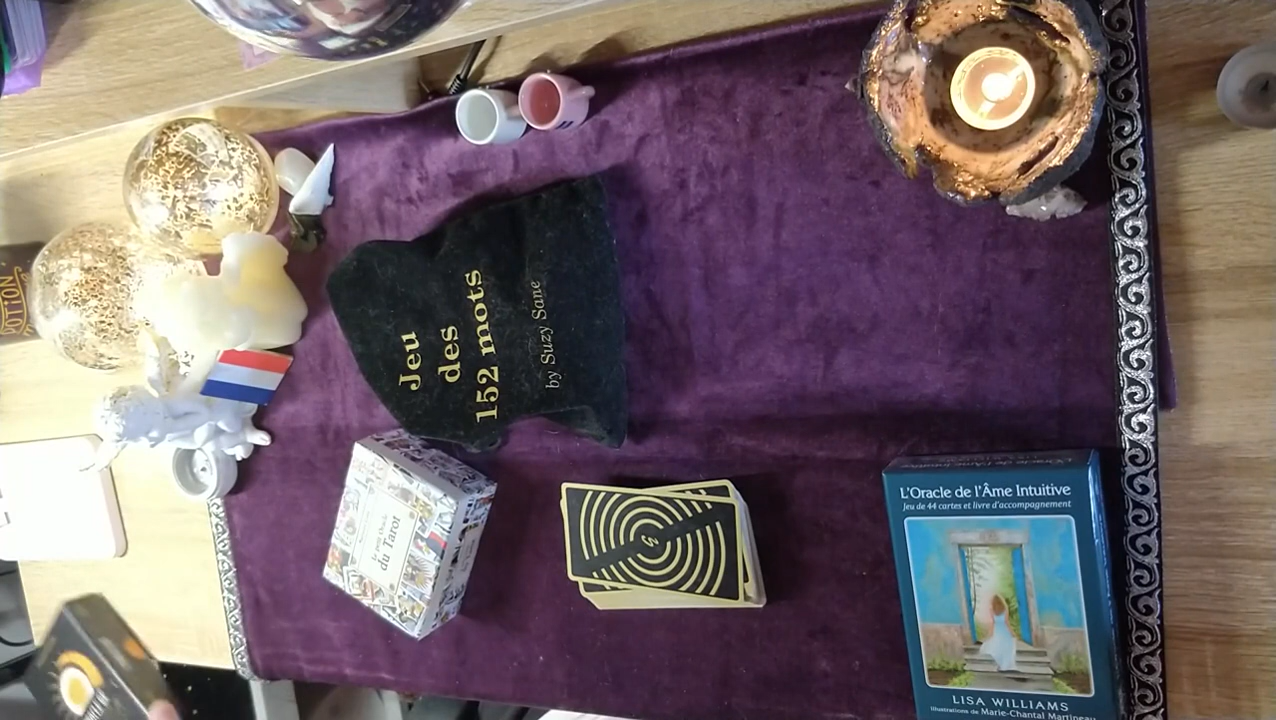 Jeu
des
152 mots
by Suzy Sane
du Tarot
L'Oracle de l'Âme Intuitive
Jeu de 44 cartes et livre d'accompagnement
LISA WILLIAMS
Illustrations de Marie-Chantal Martineau